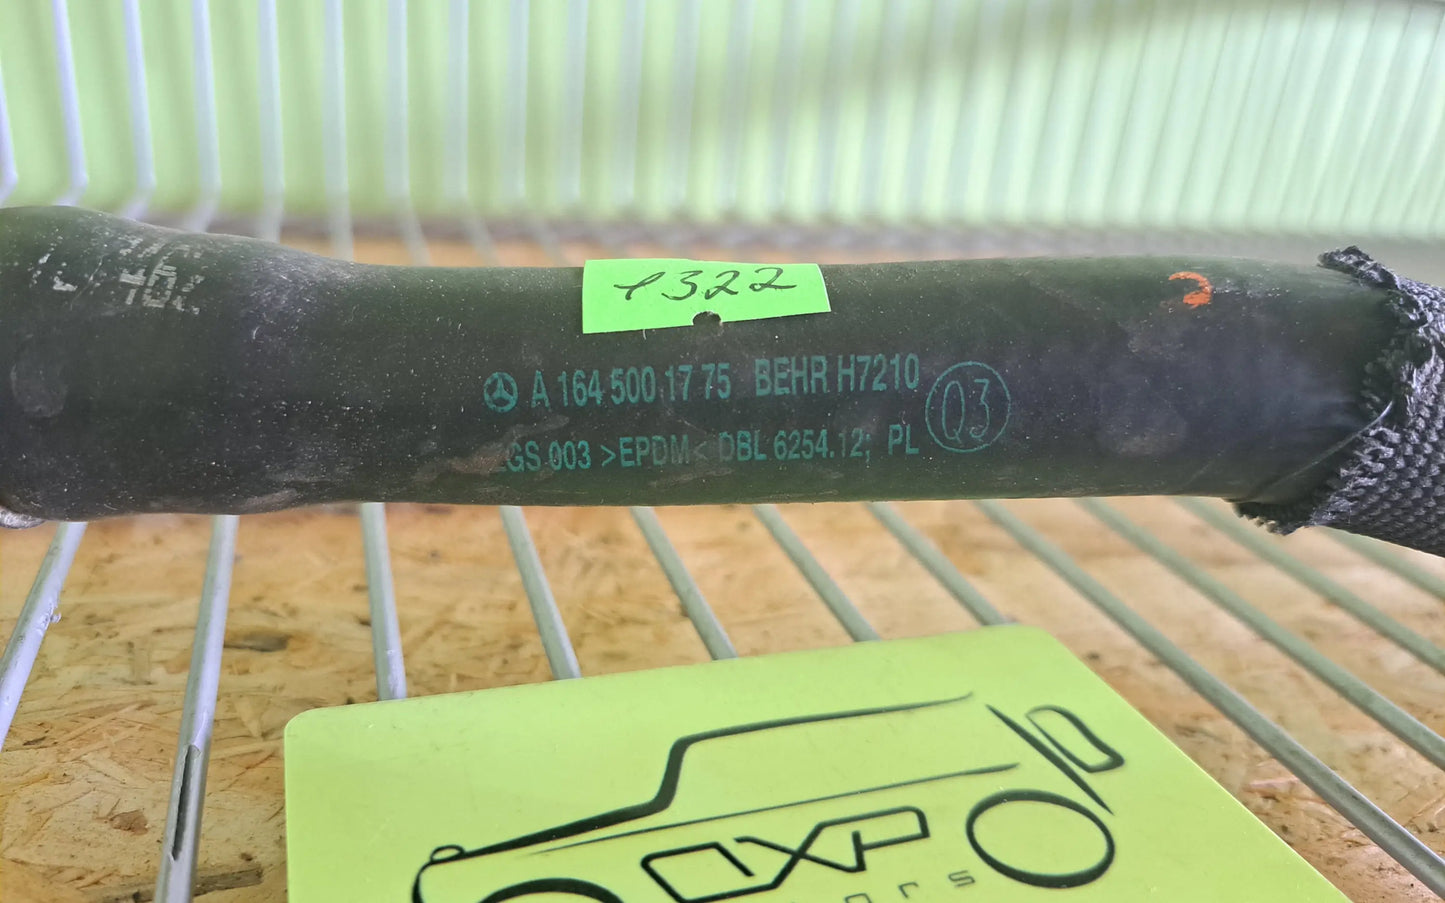 1322
A 164 500 17 75 BEHR H7210
GS 003 >EPDM< DBL 6254.12; PL
Q3